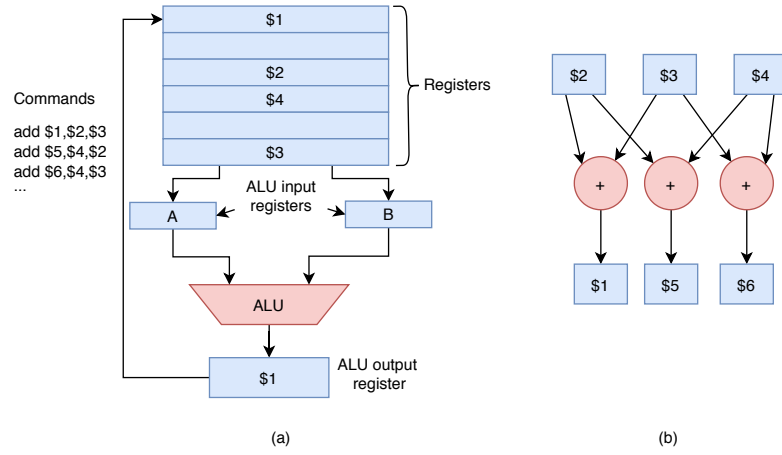 Commands
add $1,$2,$3
add $5,$4,$2
add $6,$4,$3
...
$1
$2
$4
$3
Registers
ALU input
registers
A
B
ALU
$1
ALU output
register
(a)
$2
$3
$4
+
+
+
$1
$5
$6
(b)